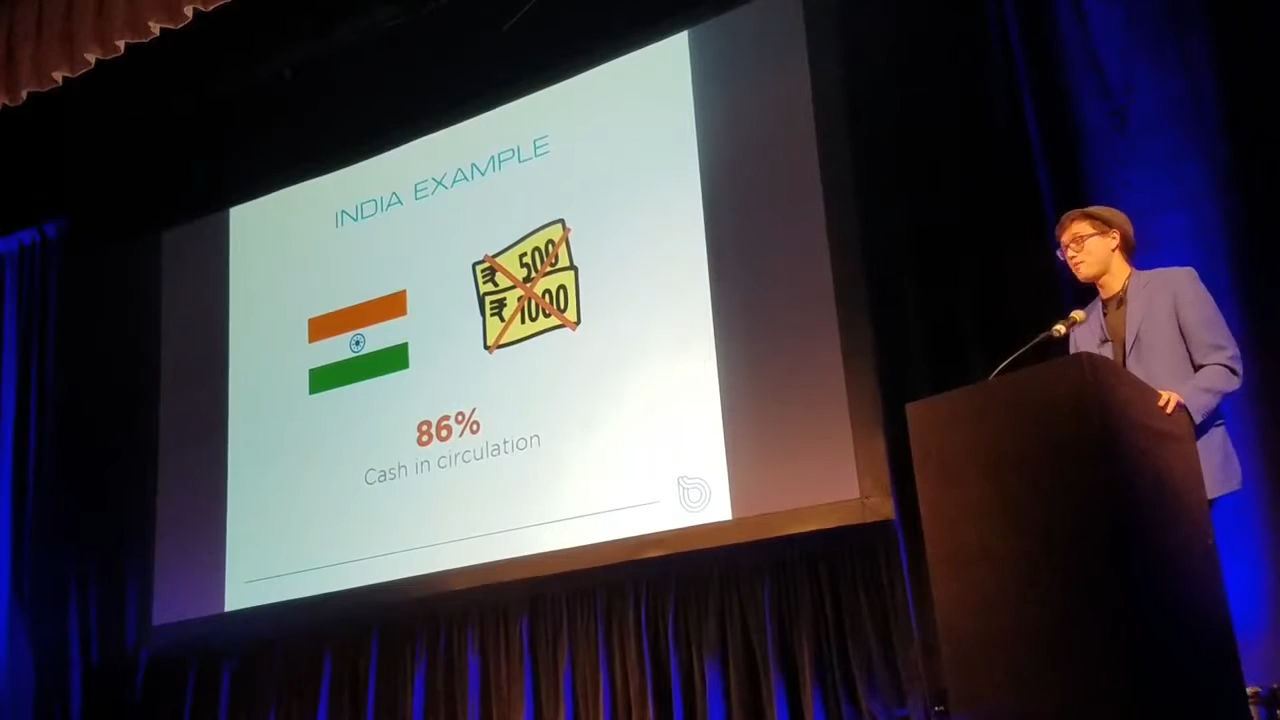 INDIA EXAMPLE
₹ 500
₹ 1000
86%
Cash in circulation